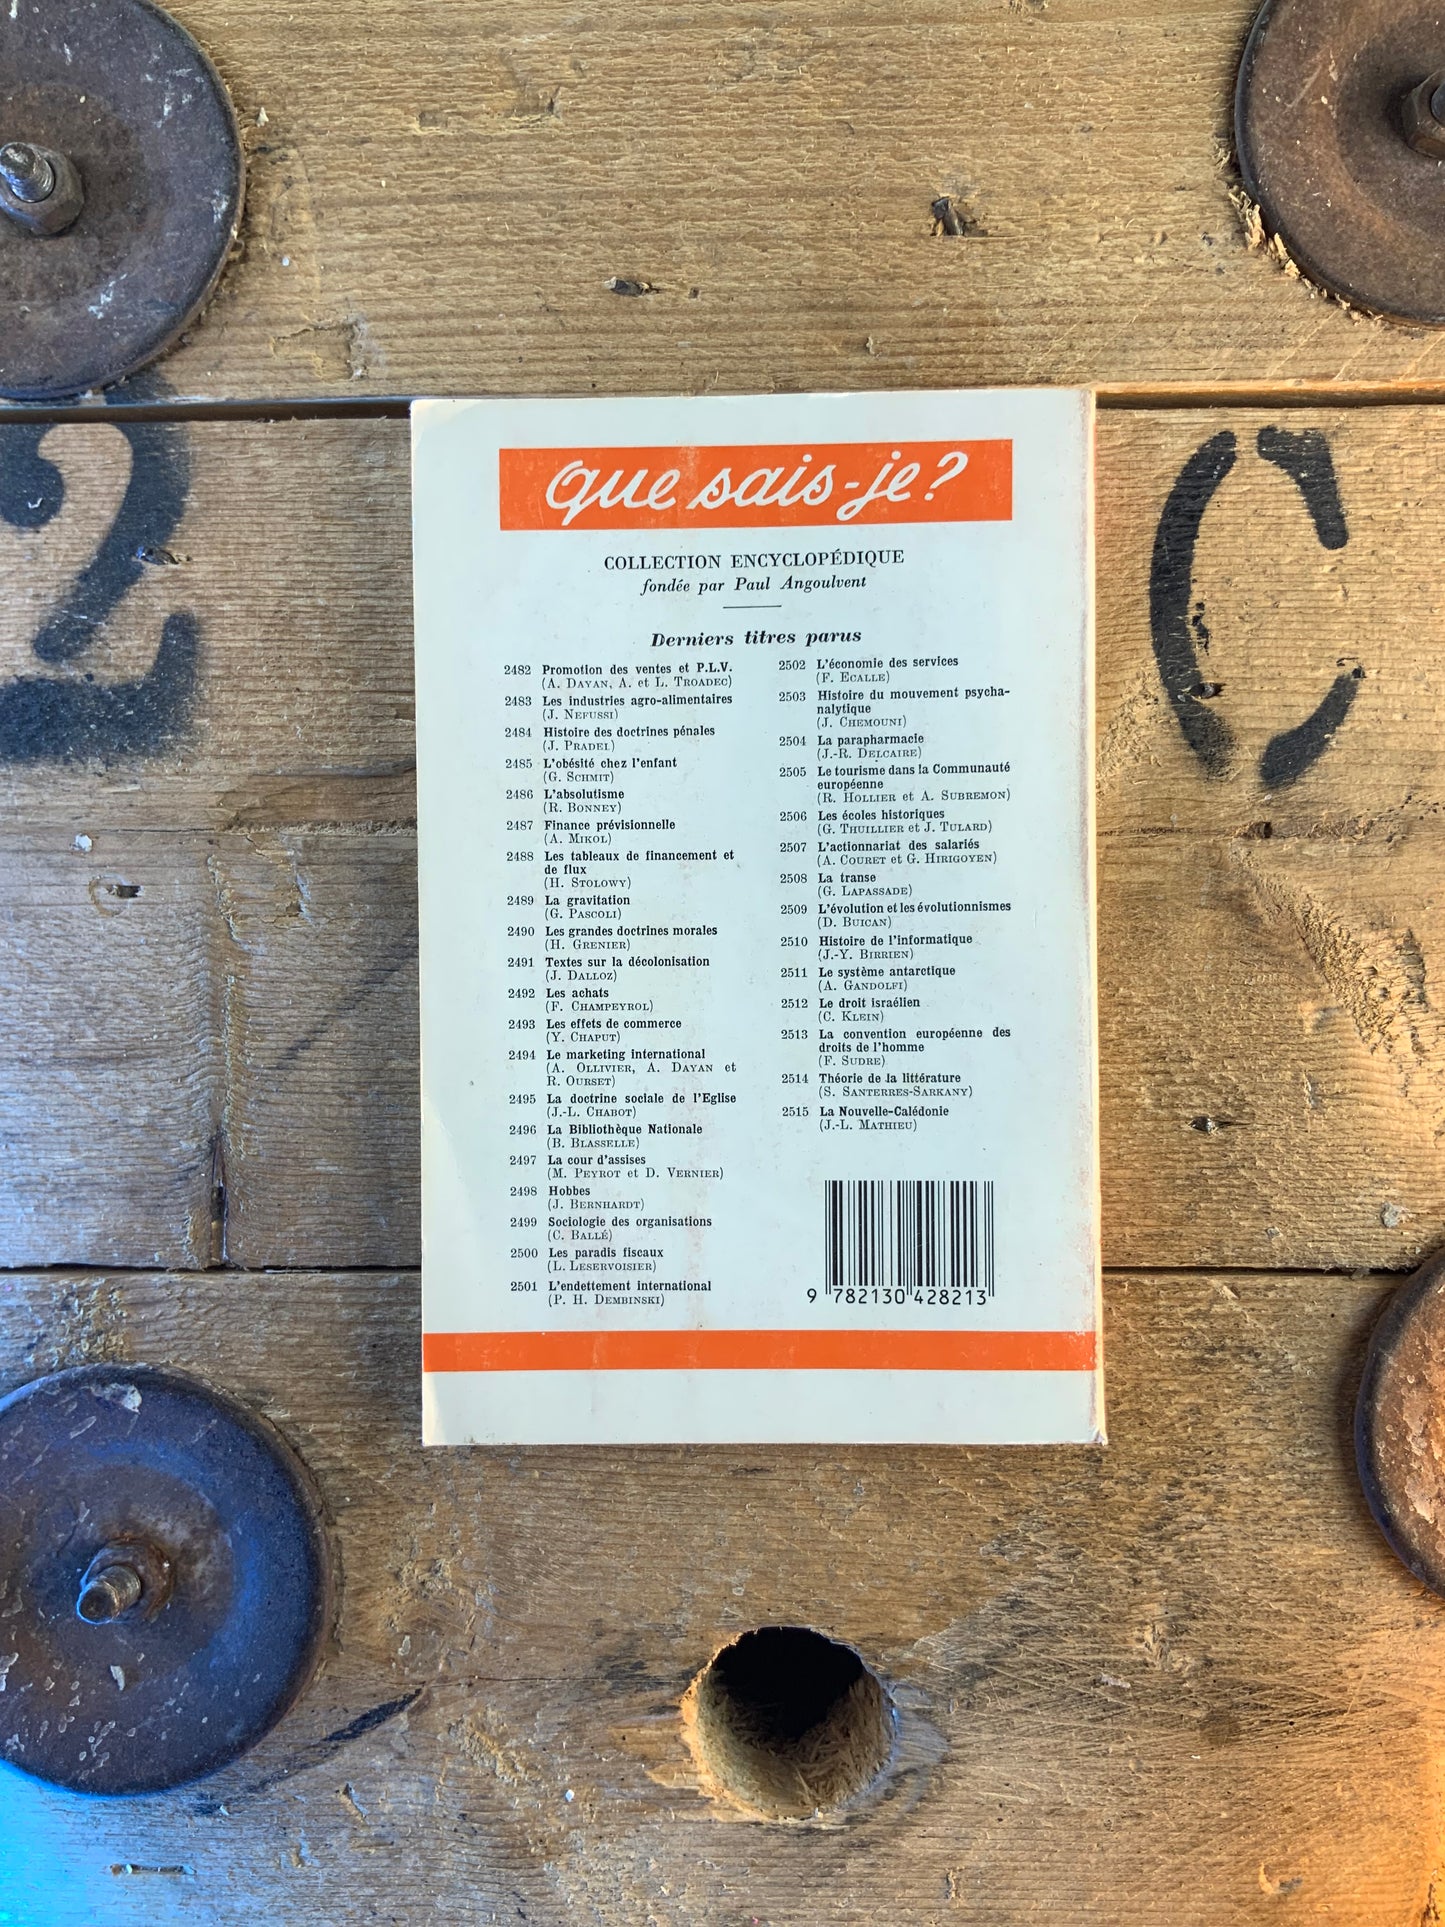 2
C
que sais-je?
COLLECTION ENCYCLOPÉDIQUE
fondée par Paul Angoulvent
Derniers titres parus
2482 Promotion des ventes et P.L.V.
(A. DAYAN, A. et L. TROADEC)
2483 Les industries agro-alimentaires
(J. NEFUSSI)
2484 Histoire des doctrines pénales
(J. PRADEL)
2485 L'obésité chez l'enfant
(G. SCHMIT)
2486 L'absolutisme
(R. BONNEY)
2487 Finance prévisionnelle
(A. MIKOL)
2488 Les tableaux de financement et
de flux
(H. STOLOWY)
2489 La gravitation
(G. PASCOLI)
2490 Les grandes doctrines morales
(H. GRENIER)
2491 Textes sur la décolonisation
(J. DALLOZ)
2492 Les achats
(F. CHAMPEYROL)
2493 Les effets de commerce
(Y. CHAPUT)
2494 Le marketing international
(A. OLLIVIER, A. DAYAN et
R. OURSET)
2495 La doctrine sociale de l'Eglise
(J.-L. CHABOT)
2496 La Bibliothèque Nationale
(B. BLASSELLE)
2497 La cour d'assises
(M. PEYROT et D. VERNIER)
2498 Hobbes
(J. BERNHARDT)
2499 Sociologie des organisations
(C. BALLÉ)
2500 Les paradis fiscaux
(L. LESERVOISIER)
2501 L'endettement international
(P. H. DEMBINSKI)
2502 L'économie des services
(F. ECALLE)
2503 Histoire du mouvement psycha-
nalytique
(J. CHEMOUNI)
2504 La parapharmacie
(J.-R. DELCAIRE)
2505 Le tourisme dans la Communauté
européenne
(R. HOLLIER et A. SUBREMON)
2506 Les écoles historiques
(G. THUILLIER et J. TULARD)
2507 L'actionnariat des salariés
(A. COURET et G. HIRIGOYEN)
2508 La transe
(G. LAPASSADE)
2509 L'évolution et les évolutionnismes
(D. BUICAN)
2510 Histoire de l'informatique
(J.-Y. BIRRIEN)
2511 Le système antarctique
(A. GANDOLFI)
2512 Le droit israélien
(C. KLEIN)
2513 La convention européenne des
droits de l'homme
(F. SUDRE)
2514 Théorie de la littérature
(S. SANTERRES-SARKANY)
2515 La Nouvelle-Calédonie
(J.-L. MATHIEU)
9 782130 428213